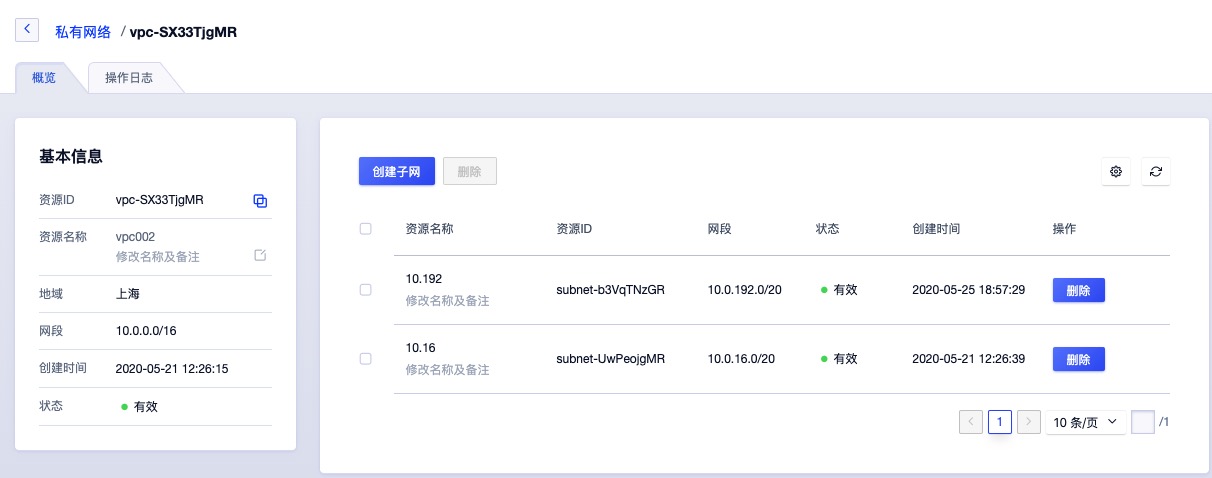 私有网络 / vpc-SX33TjgMR
概览 操作日志
基本信息
资源ID vpc-SX33TjgMR
资源名称 vpc002
修改名称及备注
地域 上海
网段 10.0.0.0/16
创建时间 2020-05-21 12:26:15
状态 有效
创建子网 删除
资源名称 资源ID 网段 状态 创建时间 操作
10.192
修改名称及备注
subnet-b3VqTNzGR 10.0.192.0/20 有效 2020-05-25 18:57:29 删除
10.16
修改名称及备注
subnet-UwPeojgMR 10.0.16.0/20 有效 2020-05-21 12:26:39 删除
1 10 条/页 /1